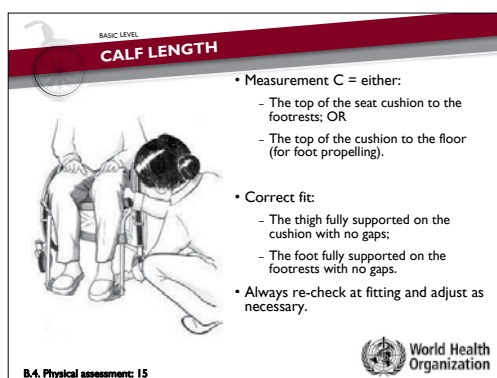 BASIC LEVEL
CALF LENGTH
• Measurement C = either:
– The top of the seat cushion to the
footrests; OR
– The top of the cushion to the floor
(for foot propelling).
• Correct fit:
– The thigh fully supported on the
cushion with no gaps;
– The foot fully supported on the
footrests with no gaps.
• Always re-check at fitting and adjust as
necessary.
B.4. Physical assessment: 15
World Health
Organization